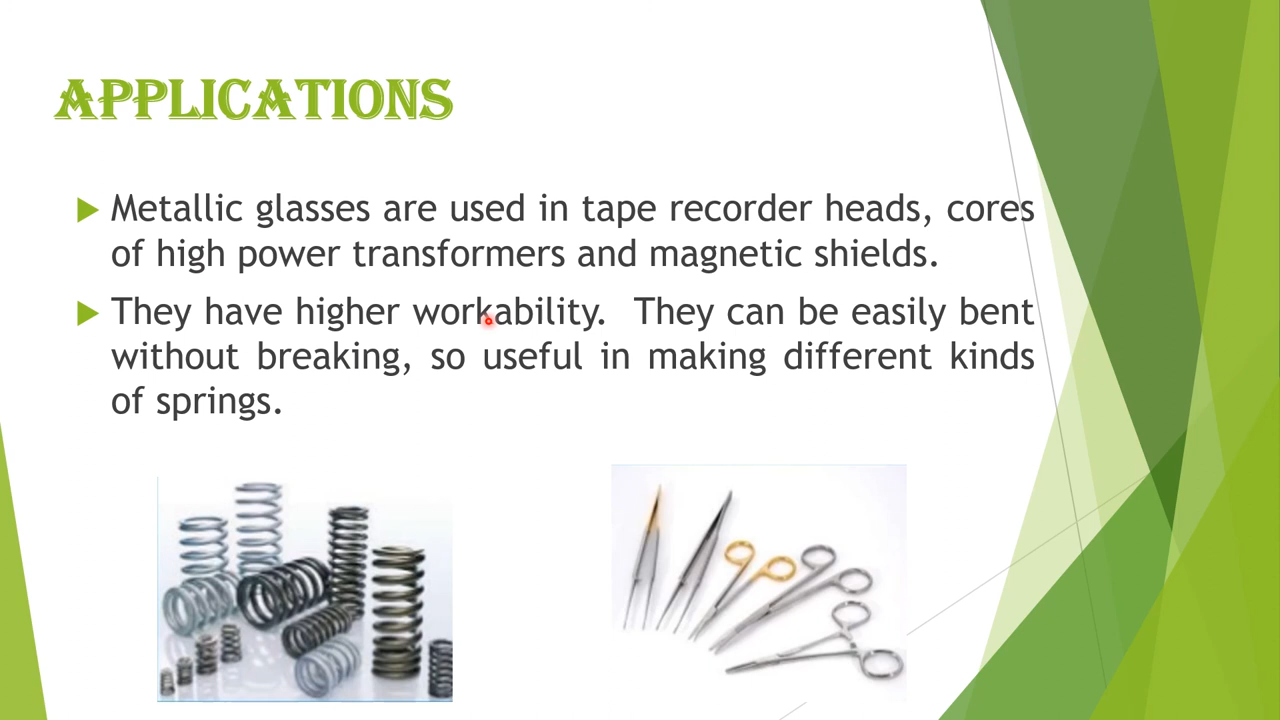 APPLICATIONS
Metallic glasses are used in tape recorder heads, cores
of high power transformers and magnetic shields.
They have higher workability. They can be easily bent
without breaking, so useful in making different kinds
of springs.